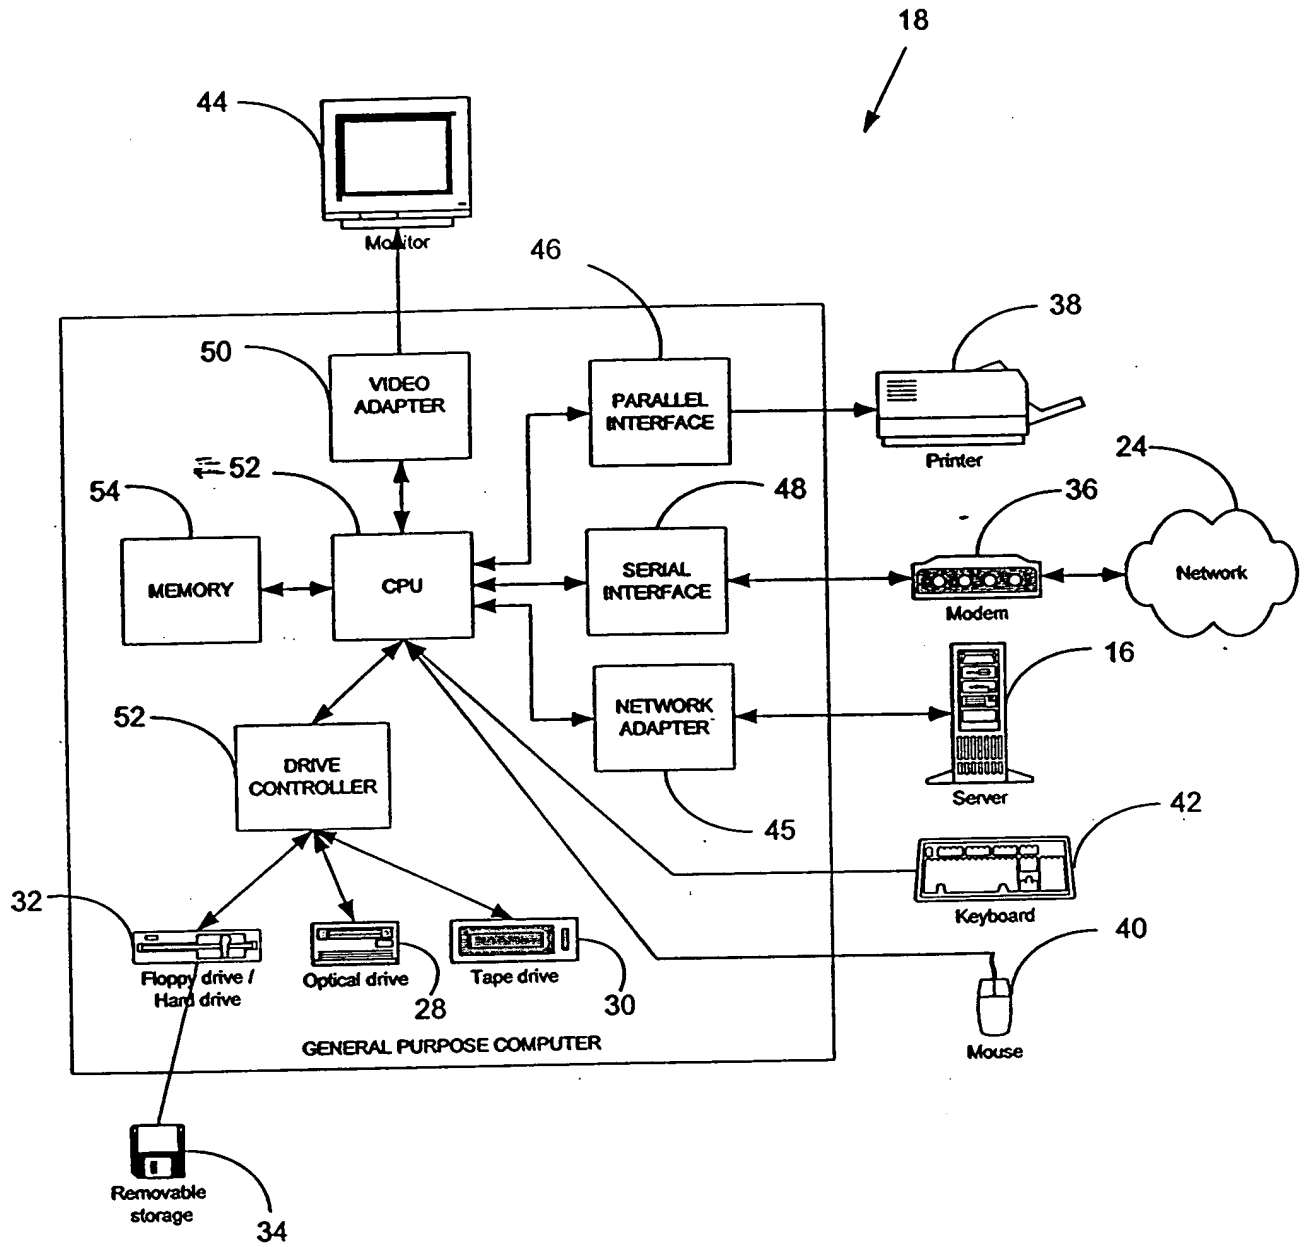 18
44
Monitor
46
38
50
VIDEO
ADAPTER
PARALLEL
INTERFACE
Printer
24
52
54
48
36
MEMORY
CPU
SERIAL
INTERFACE
Network
Modem
16
52
NETWORK
ADAPTER
DRIVE
CONTROLLER
Server
45
42
32
Keyboard
40
Floppy drive /
Hard drive
Optical drive
Tape drive
28
30
GENERAL PURPOSE COMPUTER
Mouse
Removable
storage
34